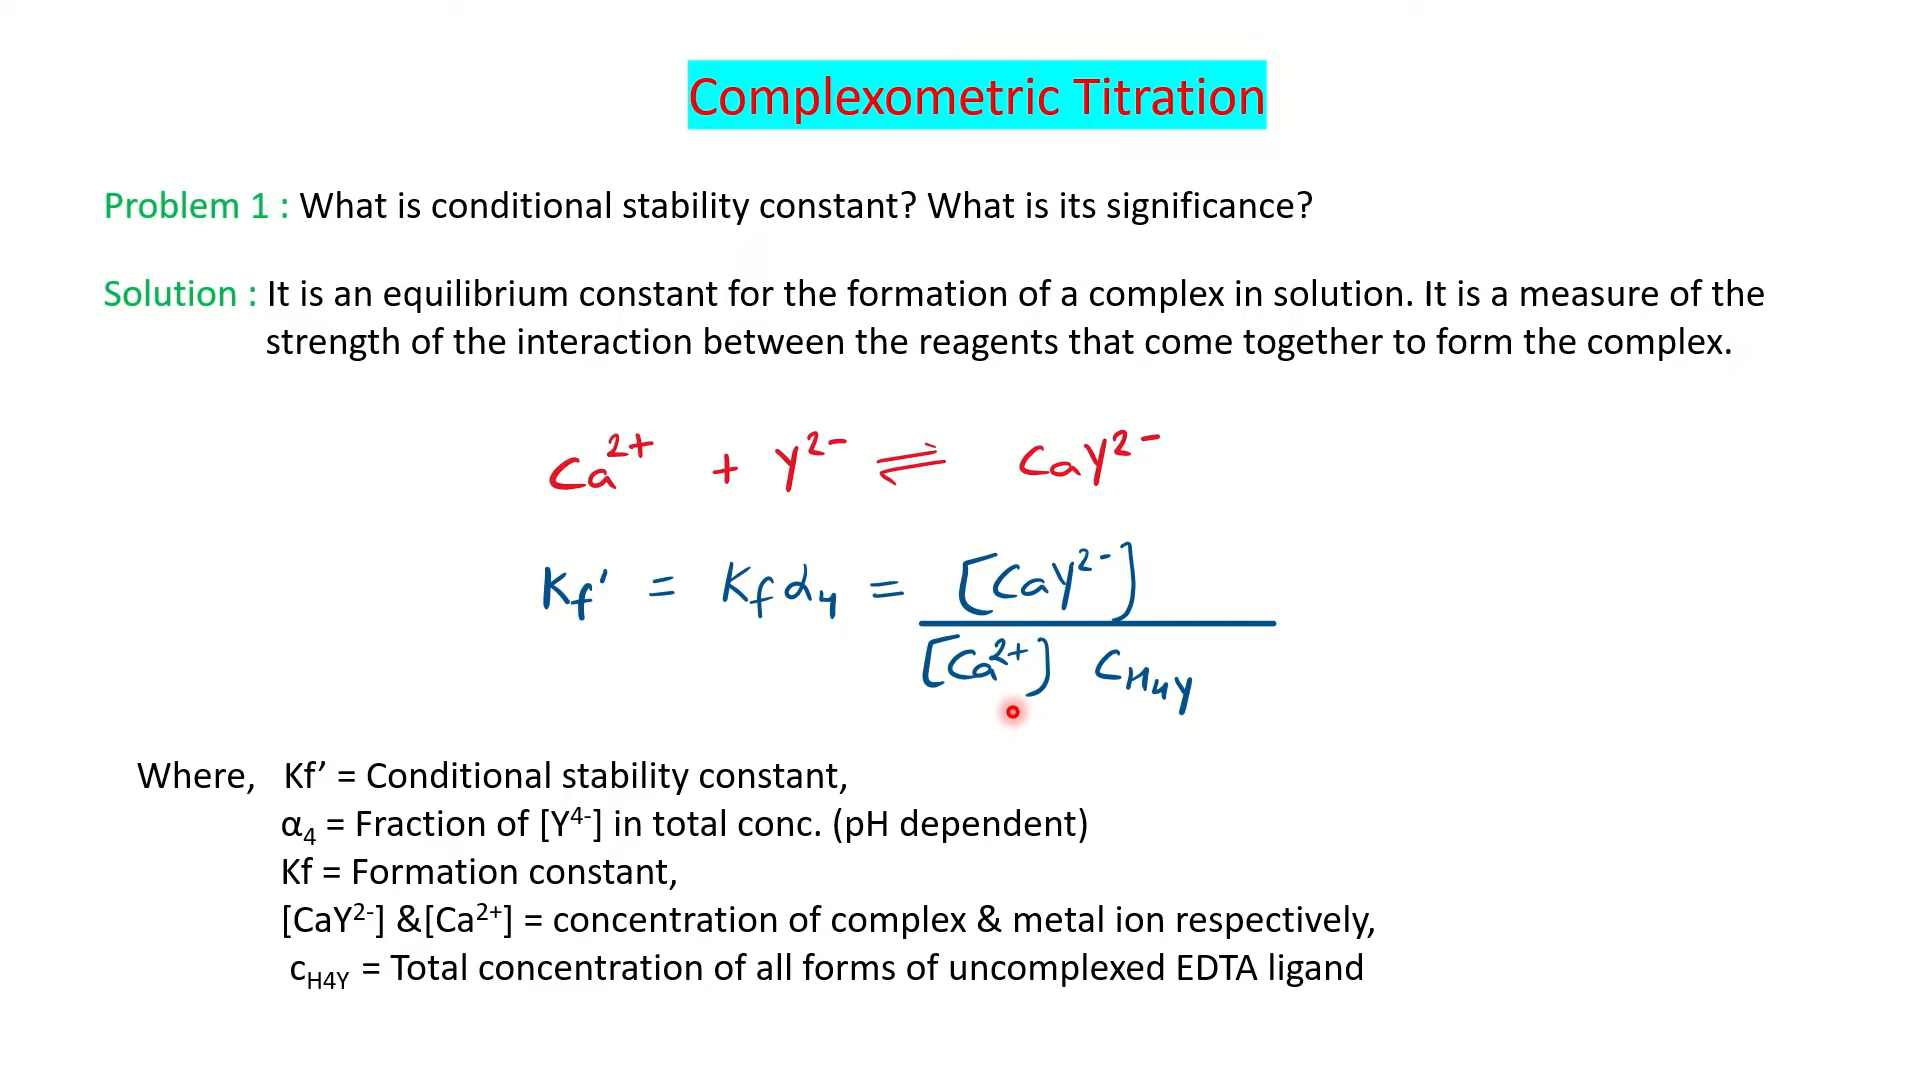 Complexometric Titration
Problem 1 : What is conditional stability constant? What is its significance?
Solution : It is an equilibrium constant for the formation of a complex in solution. It is a measure of the
strength of the interaction between the reagents that come together to form the complex.
Ca²⁺ + Y²⁻ ⇌ CaY²⁻
Kf' = Kf α₄ = [CaY²⁻]
[Ca²⁺] C_H₄Y
Where, Kf’ = Conditional stability constant,
α₄ = Fraction of [Y⁴⁻] in total conc. (pH dependent)
Kf = Formation constant,
[CaY²⁻] &[Ca²⁺] = concentration of complex & metal ion respectively,
c_H4Y = Total concentration of all forms of uncomplexed EDTA ligand